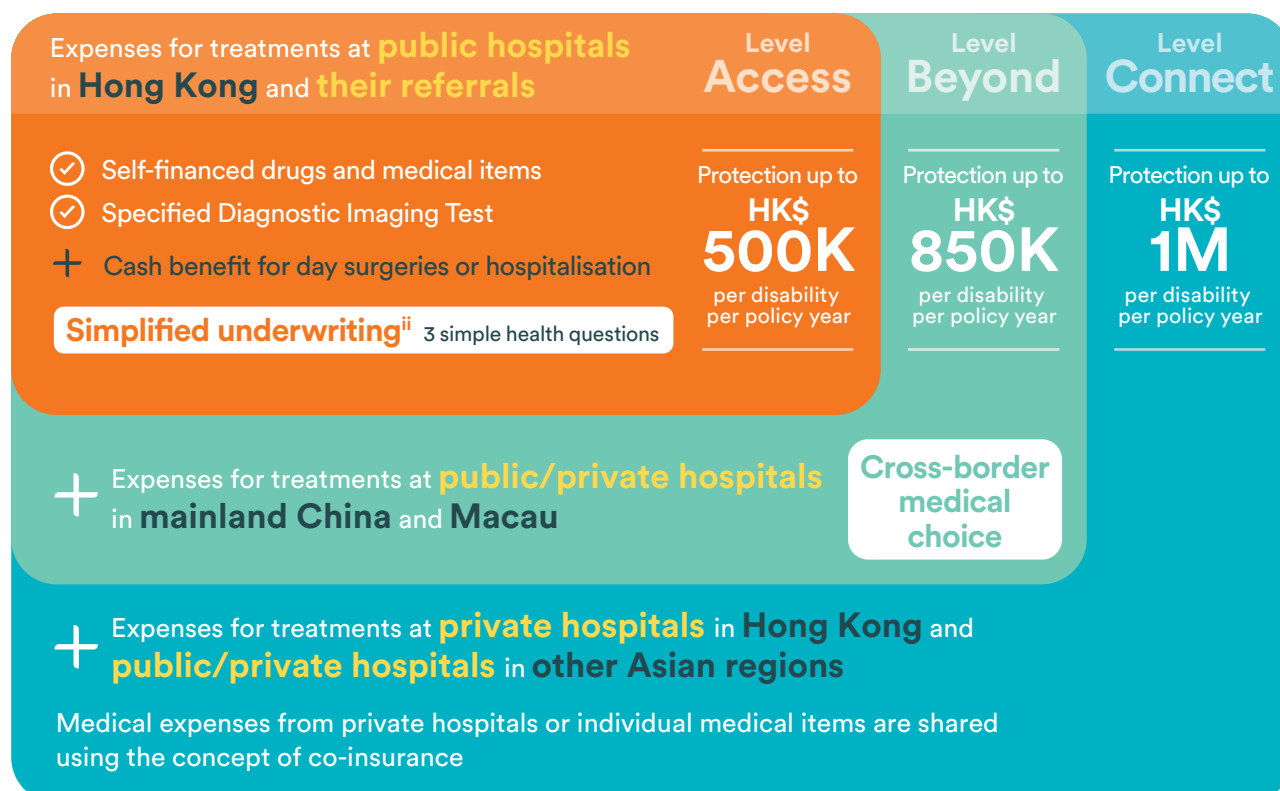 Expenses for treatments at public hospitals
in Hong Kong and their referrals
Level
Access
Level
Beyond
Level
Connect
Self-financed drugs and medical items
Specified Diagnostic Imaging Test
Cash benefit for day surgeries or hospitalisation
Simplified underwritingii 3 simple health questions
Protection up to
HK$
500K
per disability
per policy year
Protection up to
HK$
850K
per disability
per policy year
Protection up to
HK$
1M
per disability
per policy year
Expenses for treatments at public/private hospitals
in mainland China and Macau
Cross-border
medical
choice
Expenses for treatments at private hospitals in Hong Kong and
public/private hospitals in other Asian regions
Medical expenses from private hospitals or individual medical items are shared
using the concept of co-insurance